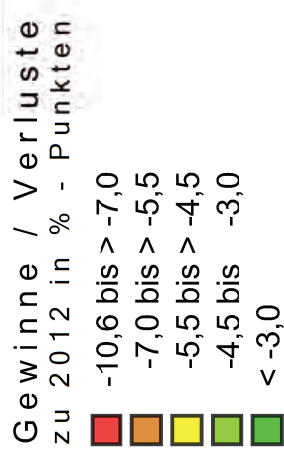 Gewinne / Verluste
zu 2012 in % - Punkten
-10,6 bis > -7,0
-7,0 bis > -5,5
-5,5 bis > -4,5
-4,5 bis -3,0
< -3,0